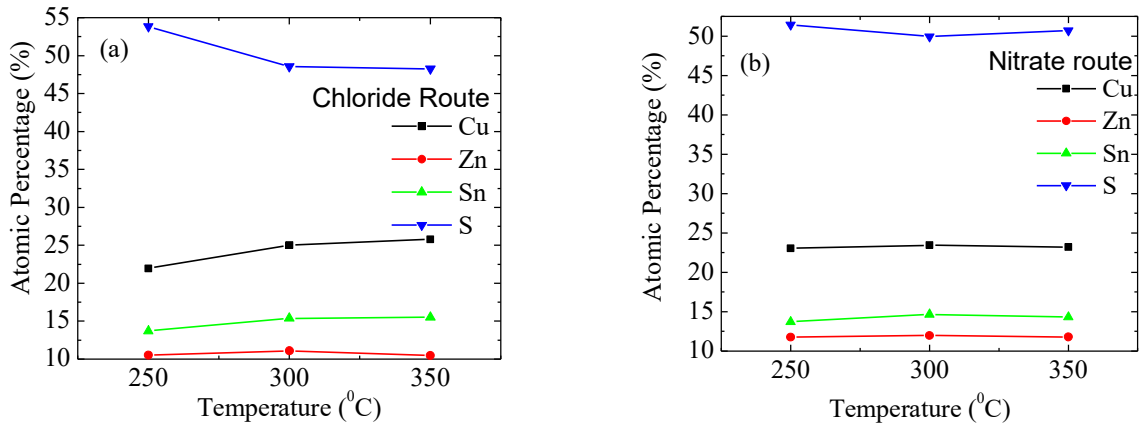 55
50
45
40
35
30
25
20
15
10
Atomic Percentage (%)
(a)
Chloride Route
Cu
Zn
Sn
S
250
300
350
Temperature (⁰C)
50
45
40
35
30
25
20
15
10
Atomic Percentage (%)
(b)
Nitrate route
Cu
Zn
Sn
S
250
300
350
Temperature (⁰C)